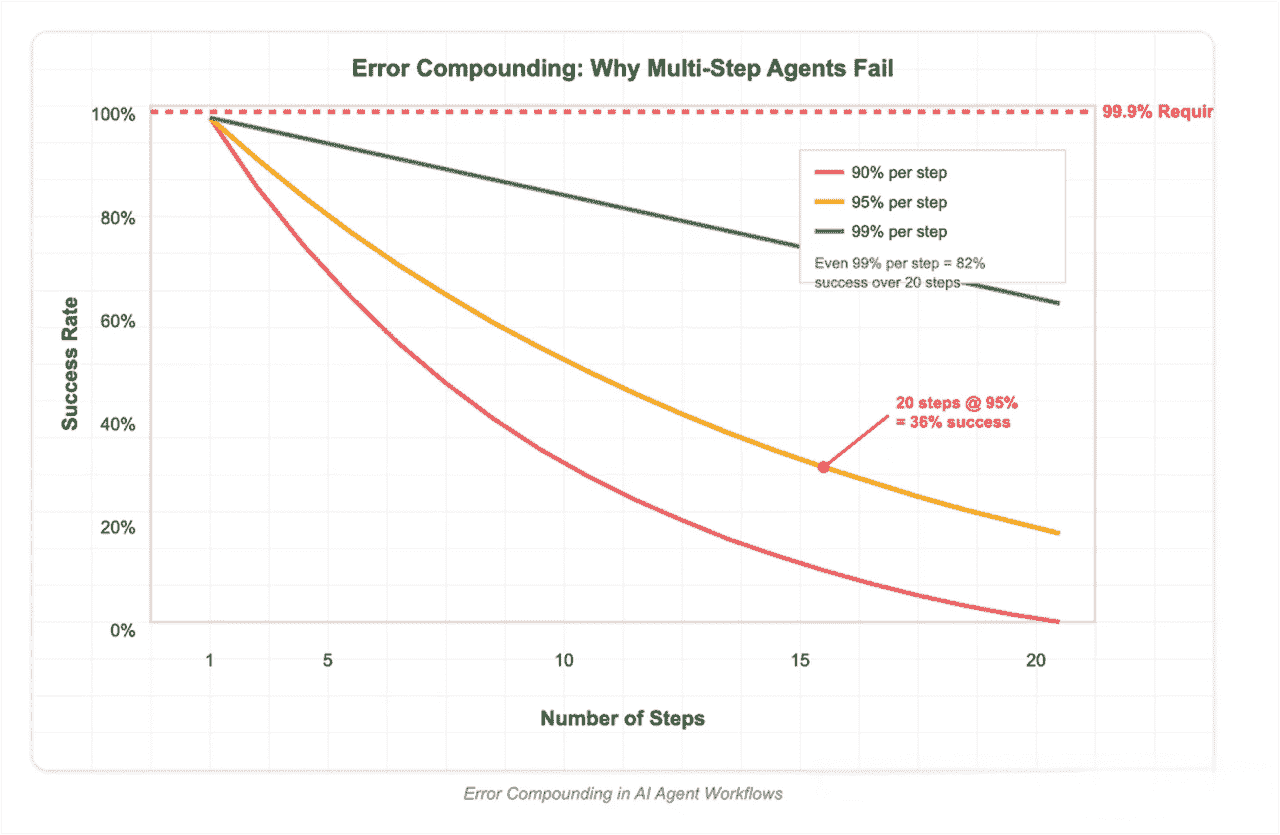 Error Compounding: Why Multi-Step Agents Fail
100%
99.9% Requir
90% per step
95% per step
99% per step
Even 99% per step = 82%
success over 20 steps
80%
60%
40%
20%
0%
Success Rate
20 steps @ 95%
= 36% success
1
5
10
15
20
Number of Steps
Error Compounding in AI Agent Workflows